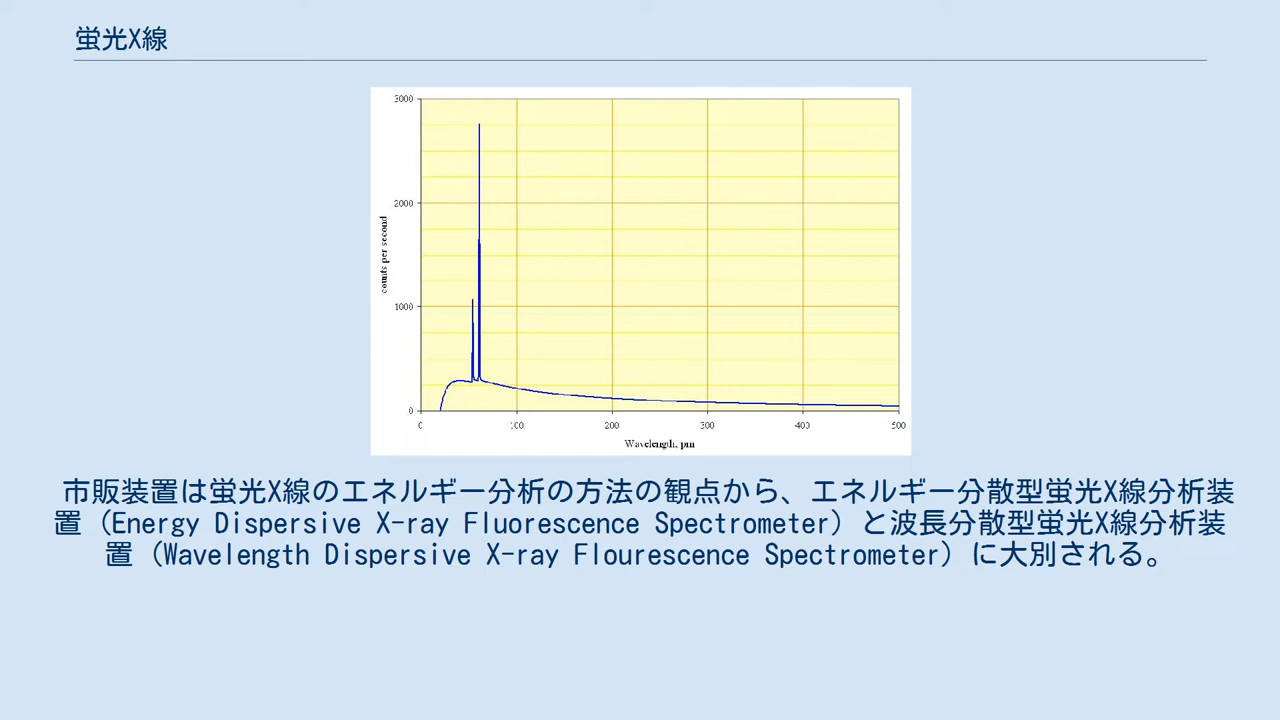 蛍光X線
3000
2000
1000
0
counts per second
0 100 200 300 400 500
Wavelength, pm
市販装置は蛍光X線のエネルギー分析の方法の観点から、エネルギー分散型蛍光X線分析装
置（Energy Dispersive X-ray Fluorescence Spectrometer）と波長分散型蛍光X線分析装
置（Wavelength Dispersive X-ray Flourescence Spectrometer）に大別される。